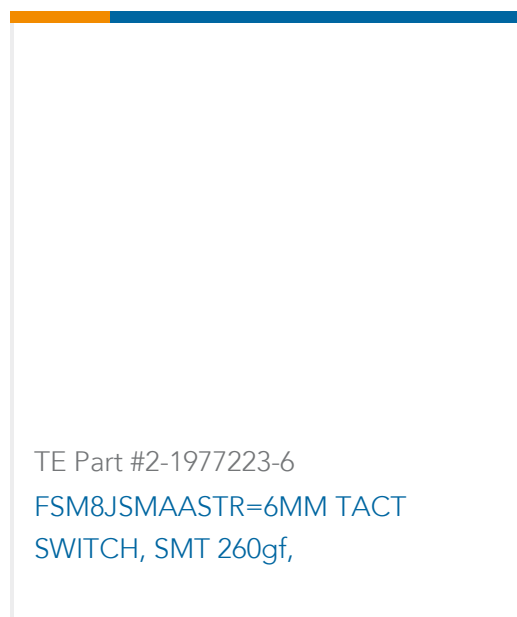 TE Part #2-1977223-6
FSM8JSMAASTR=6MM TACT
SWITCH, SMT 260gf,